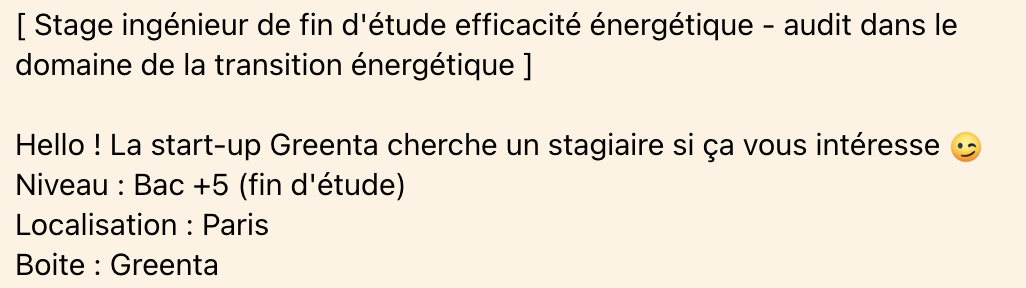 [ Stage ingénieur de fin d'étude efficacité énergétique - audit dans le
domaine de la transition énergétique ]
Hello ! La start-up Greenta cherche un stagiaire si ça vous intéresse 😉
Niveau : Bac +5 (fin d'étude)
Localisation : Paris
Boite : Greenta